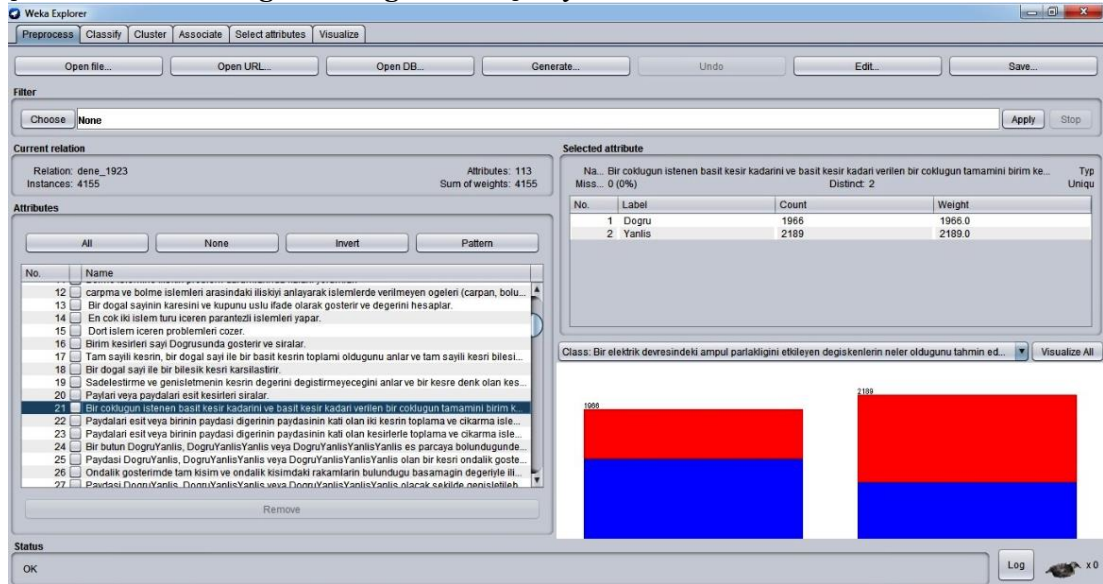 Weka Explorer
Preprocess Classify Cluster Associate Select attributes Visualize
Open file... Open URL... Open DB... Generate... Undo Edit... Save...
Filter
Choose None Apply Stop
Current relation
Relation: dene_1923 Attributes: 113
Instances: 4155 Sum of weights: 4155
Attributes
All None Invert Pattern
No. Name
12 carpma ve bolme islemleri arasindaki iliskiyi anlayarak islemlerde verilmeyen ogeleri (carpan, bolu...
13 Bir dogal sayinin karesini ve kupunu uslu ifade olarak gosterir ve degerini hesaplar.
14 En cok iki islem turu iceren parantezli islemleri yapar.
15 Dort islem iceren problemleri cozer.
16 Birim kesirleri sayi Dogrusunda gosterir ve siralar.
17 Tam sayili kesrin, bir dogal sayi ile bir basit kesrin toplami oldugunu anlar ve tam sayili kesri bilesi...
18 Bir dogal sayi ile bir bilesik kesri karsilastirir.
19 Sadelestirme ve genisletmenin kesrin degerini degistirmeyecegini anlar ve bir kesre denk olan kes...
20 Paylari veya paydalari esit kesirleri siralar.
21 Bir coklugun istenen basit kesir kadarini ve basit kesir kadari verilen bir coklugun tamamini birim k...
22 Paydalari esit veya birinin paydasi digerinin paydasinin kati olan iki kesrin toplama ve cikarma isle...
23 Paydalari esit veya birinin paydasi digerinin paydasinin kati olan kesirlerle toplama ve cikarma isle...
24 Bir butun DogruYanlis, DogruYanlisYanlis veya DogruYanlisYanlisYanlis es parcaya bolundugunde...
25 Paydasi DogruYanlis, DogruYanlisYanlis veya DogruYanlisYanlisYanlis olan bir kesri ondalik goste...
26 Ondalik gosterimde tam kisim ve ondalik kisimdaki rakamlarin bulundugu basamagin degeriyle ili...
27 Paydasi DogruYanlis, DogruYanlisYanlis veya DogruYanlisYanlisYanlis olacak sekilde genisletileb
Remove
Selected attribute
Na... Bir coklugun istenen basit kesir kadarini ve basit kesir kadari verilen bir coklugun tamamini birim ke... Typ
Miss... 0 (0%) Distinct: 2 Uniqu
No. Label Count Weight
1 Dogru 1966 1966.0
2 Yanlis 2189 2189.0
Class: Bir elektrik devresindeki ampul parlakligini etkileyen degiskenlerin neler oldugunu tahmin ed... Visualize All
1966
2189
Status
OK
Log x 0